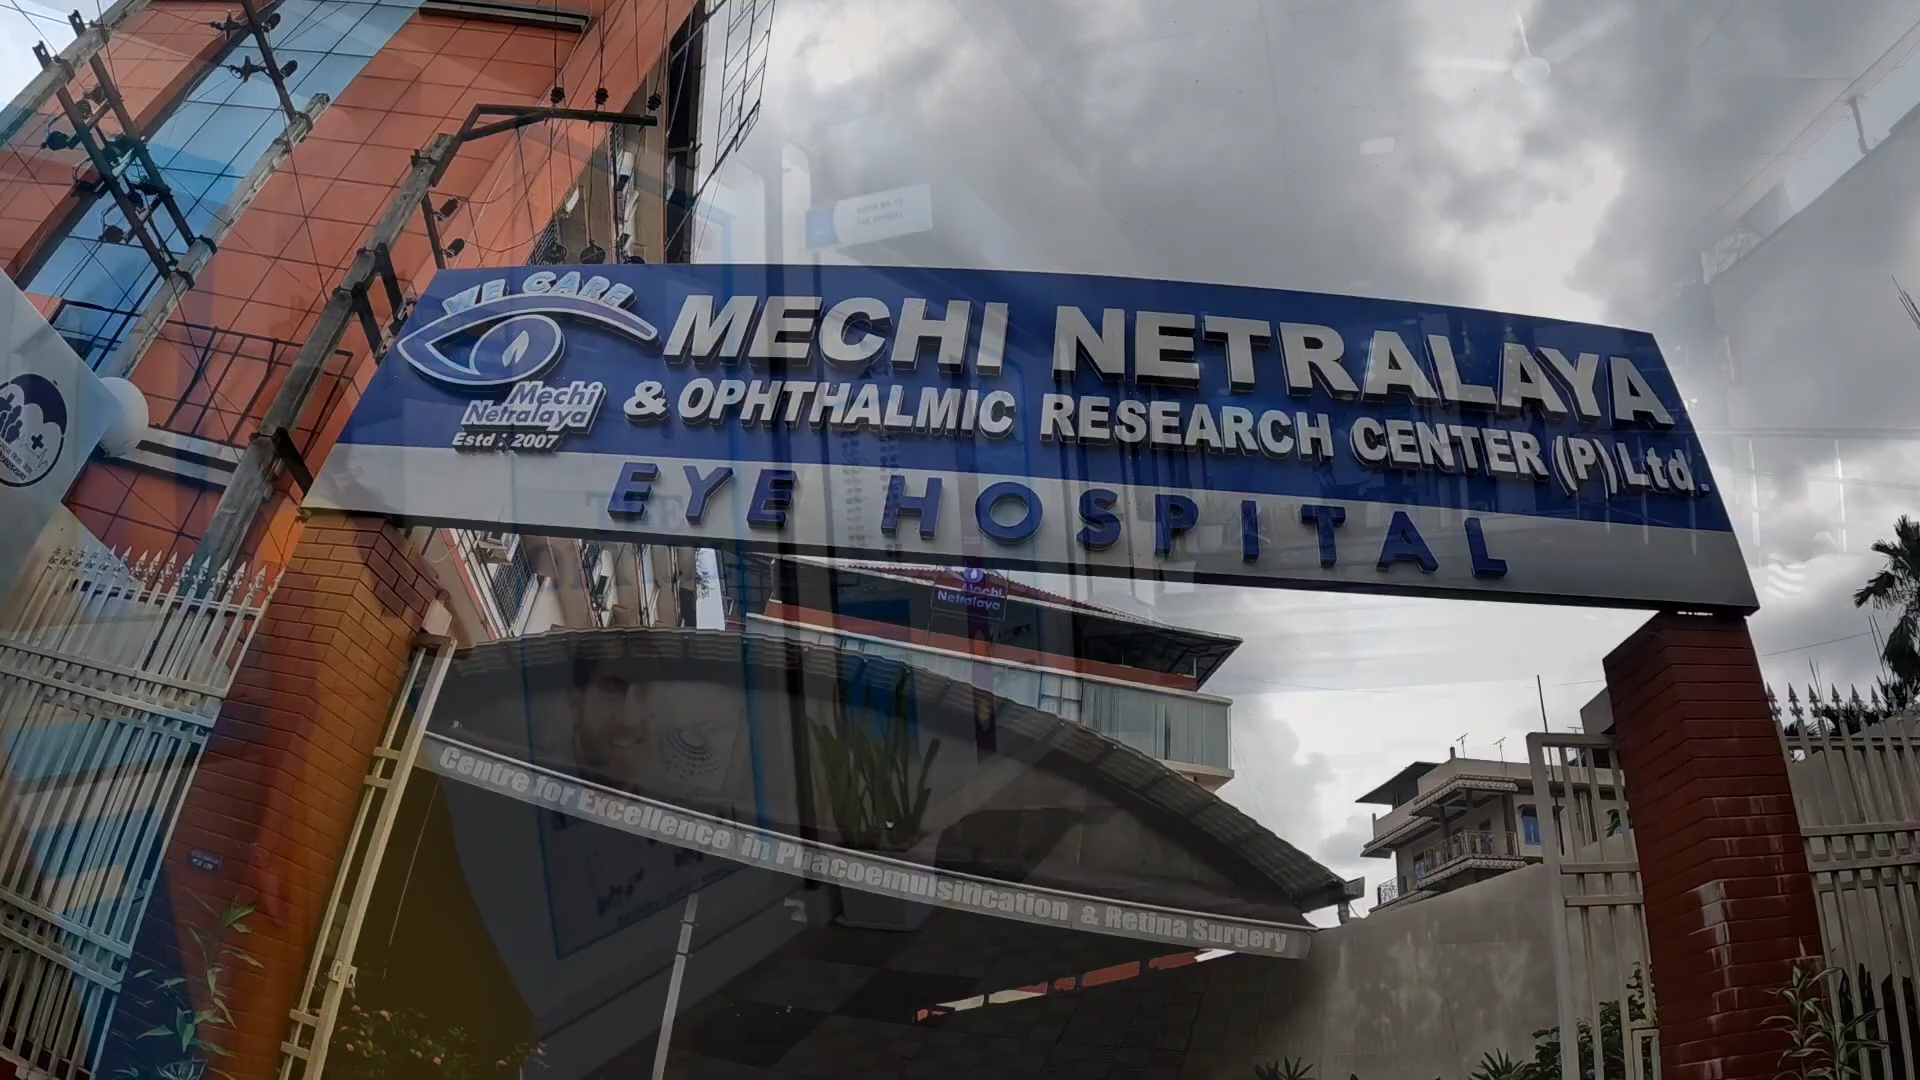 WE CARE
Mechi
Netralaya
Estd : 2007
MECHI NETRALAYA
& OPHTHALMIC RESEARCH CENTER (P) Ltd.
EYE HOSPITAL
Mechi
Netralaya
Centre for Excellence in Phacoemulsification & Retina Surgery